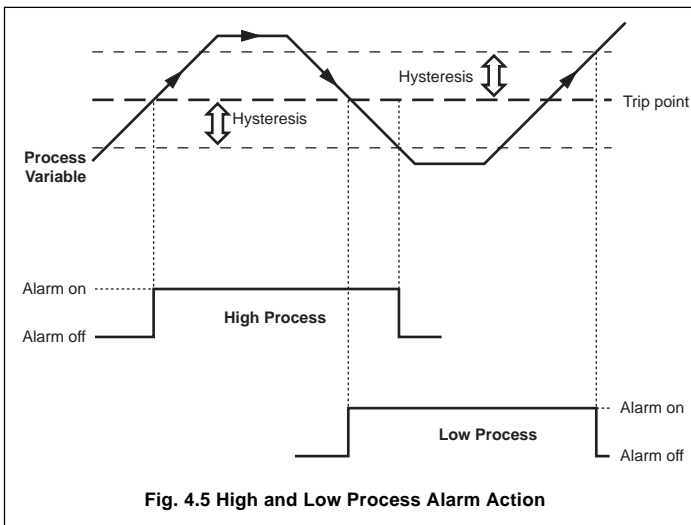 Hysteresis
Trip point
Hysteresis
Process
Variable
Alarm on
High Process
Alarm off
Alarm on
Low Process
Alarm off
Fig. 4.5 High and Low Process Alarm Action